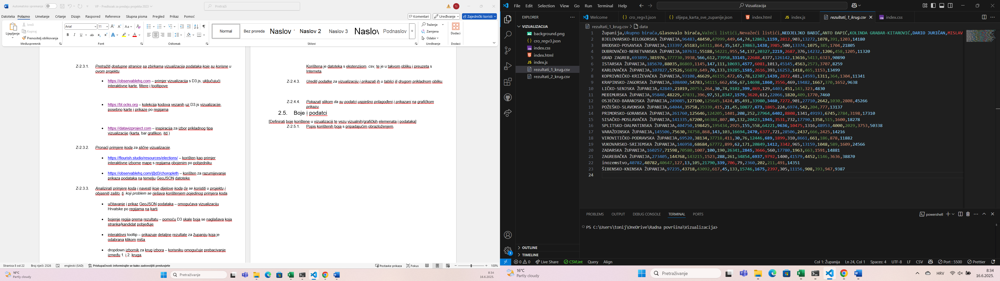 Automatsko spremanje
VP - Predlozak za predaju projekta 2023
Pretraži
TJ
Datoteka Polazno Umetanje Crtanje Dizajn Raspored Reference Skupna pisma Pregled Prikaz Pomoć
Komentari Uređivanje Zajednički koristi
Lijepljenje
Izreži
Kopiraj
Prenositelj oblikovanja
Arial 11
Normal Bez proreda Naslov Naslov 2 Naslov 3 Naslov Podnaslov
Traženje
Zamjena
Odabir
Dodaci
Međuspremnik Font Odlomak Stilovi Uređivanje Dodaci
Z-2.3.1. Pretražiti dostupne stranice sa zbirkama vizualizacija podataka koje su korisne u
ovom projektu.
• https://observablehq.com – primjer vizualizacija s D3.js, uključujući
interaktivne karte, filtere i tooltipove
• https://bl.ocks.org – kolekcija kodova vezanih uz D3.js vizualizacije,
posebno karte i prikaze po regijama
• https://datavizproject.com – inspiracija za izbor prikladnog tipa
vizualizacije (karta, bar grafikon, itd.)
Z-2.3.2. Pronaći primjere koda za slične vizualizacije.
• https://flourish.studio/resources/elections/ – korišten kao primjer
interaktivne izborne mape s regijama obojenim po pobjedniku
• https://observablehq.com/@d3/choropleth – korišten za razumijevanje
prikaza podataka na temelju GeoJSON datoteke
Z-2.3.3. Analizirati primjere koda i navesti koje dijelove koda će se koristiti u projektu i
objasniti zašto, tj. koji problem se rješava korištenjem pojedinog primjera koda.
• učitavanje i prikaz GeoJSON podataka – omogućava vizualizaciju
Hrvatske po regijama na karti
• bojenje regija prema rezultatu – pomoću D3 skale boja se naglašava koja
stranka/kandidat pobjeđuje
• interaktivni tooltip – prikazuje detaljne rezultate za županiju koja je
odabrana klikom miša
• dropdown izbornik za krug izbora – korisniku omogućuje prebacivanje
između 1. i 2. kruga.
Korištena je datoteka s ekstenzijom .csv, te je u takvom obliku i preuzeta s
Interneta.
Z-2.4.3. Urediti podatke za vizualizaciju i prikazati ih u tablici ili drugom prikladnom obliku.
Z-2.4.4. Pokazati slikom da su podatci uspješno prilagođeni i prikazani na grafičkom
prikazu.
2.5. Boje i podatci
[Definirati boje korištene u vizualizaciji te vezu vizualnih/grafičkih elemenata i podataka]
Z-2.5.1. Popis korištenih boja s pripadajućim obrazloženjem.
Stranica 8 od 22 Broj riječi: 2526 engleski (SAD) Pristupačnost: informirajte se kako zadovoljiti preduvjete
Postavke prikaza Fokus 100%
16°C
Partly cloudy
Pretraživanje
8:34
16.6.2025.
File Edit Selection View Go Run Terminal Help
Vizualizacija
EXPLORER
VIZUALIZACIJA
background.png
cro_regv3.json
index.css
index.html
index.js
rezultati_1_krug.csv
rezultati_2_krug.csv
OUTLINE
TIMELINE
Welcome cro_regv3.json slijepa_karta_sve_zupanije.json index.html index.js rezultati_1_krug.csv index.css
rezultati_1_krug.csv > data
1 Županija,Ukupno birača,Glasovalo birača,Važeći listići,Nevažeći listići,NEDJELJKO BABIĆ,ANTO ĐAPIĆ,KOLINDA GRABAR-KITAROVIĆ,DARIO JURIČAN,MISLAV
2 BJELOVARSKO-BILOGORSKA ŽUPANIJA,96483,48450,47999,449,64,74,12863,1159,2812,903,13272,1078,391,1203,14180
3 BRODSKO-POSAVSKA ŽUPANIJA,133397,65183,64311,864,35,147,19863,1438,3985,500,13374,1075,385,1704,21805
4 DUBROVAČKO-NERETVANSKA ŽUPANIJA,107631,55188,54221,955,54,137,20327,2219,2687,376,14232,1206,458,1205,11320
5 GRAD ZAGREB,693899,381976,377730,3938,566,612,73958,33145,22688,4377,126142,13616,5413,6323,90890
6 ISTARSKA ŽUPANIJA,185670,88035,86869,1145,147,111,10693,4577,6081,1013,45145,4563,2573,3707,8259
7 KARLOVAČKA ŽUPANIJA,107827,57526,56870,649,70,133,19285,1585,2616,393,16253,1418,465,1153,13499
8 KOPRIVNIČKO-KRIŽEVAČKA ŽUPANIJA,93108,46629,46155,472,65,78,12307,1439,2872,481,14593,1311,364,1304,11341
9 KRAPINSKO-ZAGORSKA ŽUPANIJA,108400,54783,54115,662,656,67,14698,1860,3556,469,19482,1667,370,1652,9638
10 LIČKO-SENJSKA ŽUPANIJA,42849,21019,20753,264,30,74,9102,399,869,129,4403,451,143,323,4830
11 MEĐIMURSKA ŽUPANIJA,95840,48229,47831,396,97,51,8347,1579,3620,612,22066,1820,409,1770,7460
12 OSJEČKO-BARANJSKA ŽUPANIJA,249085,127100,125645,1424,85,491,33980,3460,7272,901,27710,2642,1030,2808,45266
13 POŽEŠKO-SLAVONSKA ŽUPANIJA,64044,35758,35339,415,21,45,10877,673,1865,224,6974,542,204,777,13137
14 PRIMORSKO-GORANSKA ŽUPANIJA,261760,125646,124205,1401,208,252,27964,6402,8808,1341,49193,6745,2784,3198,17310
15 SISAČKO-MOSLAVAČKA ŽUPANIJA,141335,67200,66384,807,80,132,20423,1945,3531,732,17790,1358,515,1600,18278
16 SPLITSKO-DALMATINSKA ŽUPANIJA,404750,198425,195434,2925,155,558,64221,9636,10475,1316,48953,4000,2029,3753,50338
17 VARAŽDINSKA ŽUPANIJA,145506,75630,74758,868,143,103,16694,2470,6377,721,28506,2437,666,2425,14216
18 VIROVITIČKO-PODRAVSKA ŽUPANIJA,69520,38134,37718,411,30,76,12446,689,1899,310,8661,661,186,878,11882
19 VUKOVARSKO-SRIJEMSKA ŽUPANIJA,146958,68684,67772,899,62,171,20849,1412,3342,965,13159,1048,589,1609,24566
20 ZADARSKA ŽUPANIJA,160257,71598,70580,1007,100,190,26341,2845,3666,560,17780,1963,663,1591,14881
21 ZAGREBAČKA ŽUPANIJA,273405,144768,143215,1523,288,261,34854,6937,9792,1400,41579,4452,1146,3636,38870
22 inozemstvo,40782,40782,40647,127,13,105,21790,339,706,79,2360,202,211,491,14351
23 ŠIBENSKO-KNINSKA ŽUPANIJA,97235,43718,43092,617,45,133,15746,1675,2397,305,11156,908,393,947,9387
24
PROBLEMS OUTPUT DEBUG CONSOLE TERMINAL PORTS
powershell
PS C:\Users\tonij\OneDrive\Radna površina\Vizualizacija>
0 0 Live Share CSVLint Query Align
Col 1: Županija Ln 24, Col 1 Spaces: 4 UTF-8 LF CSV Port : 5500 Prettier
16°C
Partly cloudy
Pretraživanje
HRV
8:34
16.6.2025.